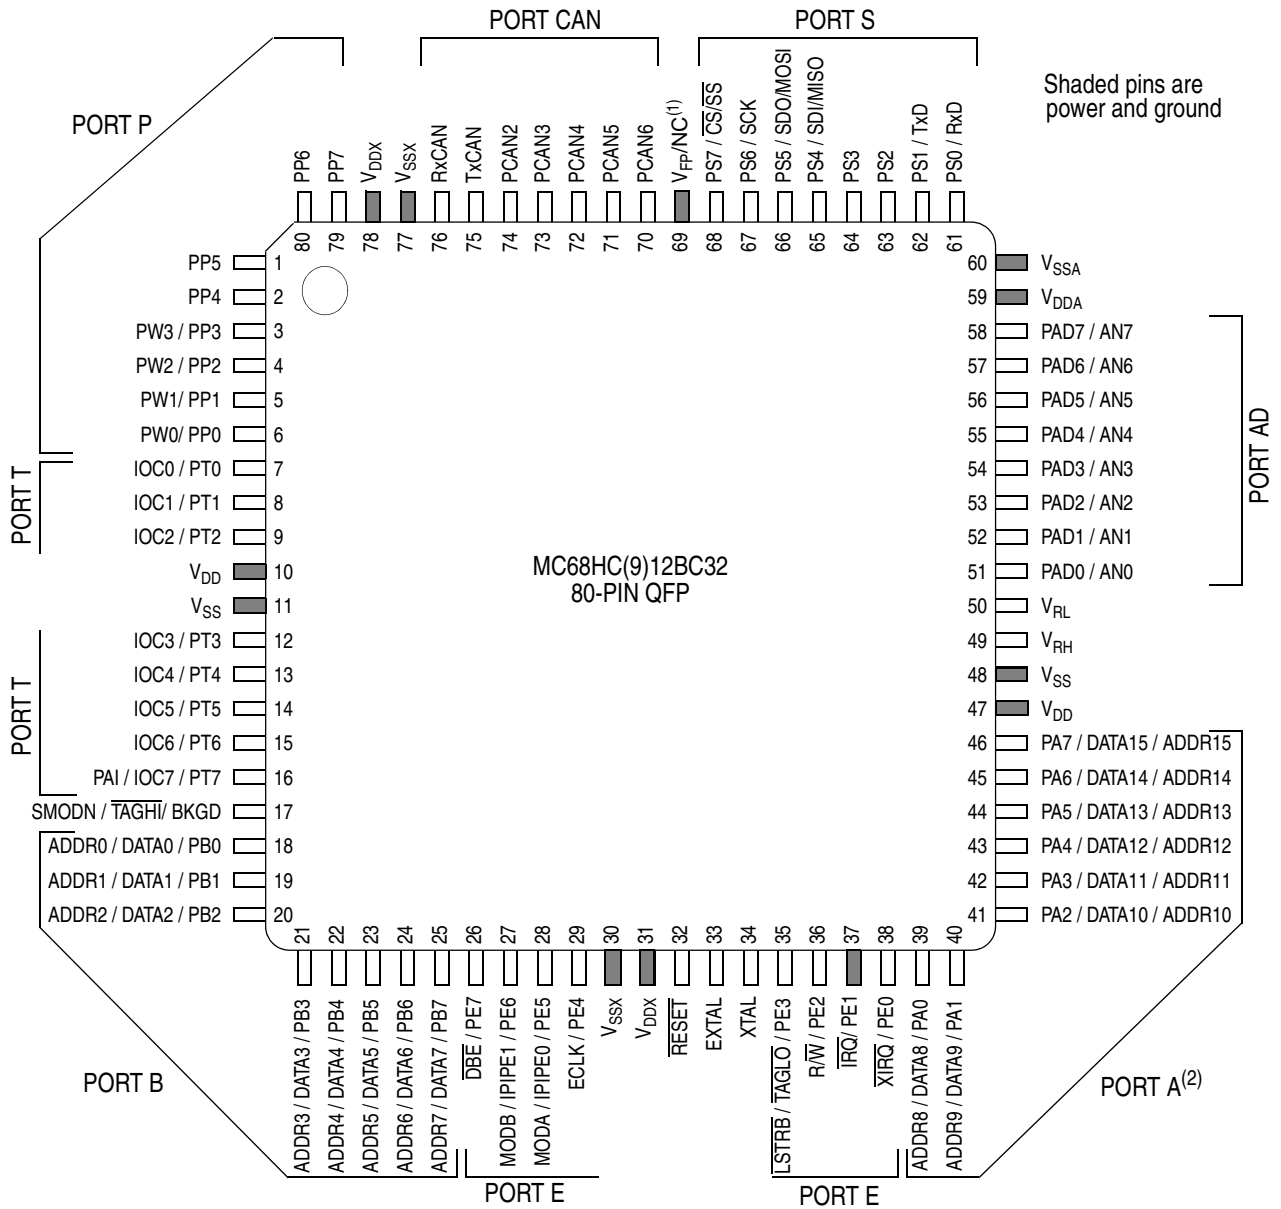 PORT CAN
PORT S
Shaded pins are
power and ground
PORT P
PP6
PP7
VDDX
VSSX
RxCAN
TxCAN
PCAN2
PCAN3
PCAN4
PCAN5
PCAN6
VFP/NC(1)
PS7 / CS/SS
PS6 / SCK
PS5 / SDO/MOSI
PS4 / SDI/MISO
PS3
PS2
PS1 / TxD
PS0 / RxD
80
79
78
77
76
75
74
73
72
71
70
69
68
67
66
65
64
63
62
61
PP5 1
PP4 2
PW3 / PP3 3
PW2 / PP2 4
PW1/ PP1 5
PW0/ PP0 6
IOC0 / PT0 7
IOC1 / PT1 8
IOC2 / PT2 9
VDD 10
VSS 11
IOC3 / PT3 12
IOC4 / PT4 13
IOC5 / PT5 14
IOC6 / PT6 15
PAI / IOC7 / PT7 16
SMODN / TAGHI/ BKGD 17
ADDR0 / DATA0 / PB0 18
ADDR1 / DATA1 / PB1 19
ADDR2 / DATA2 / PB2 20
PORT T
PORT T
MC68HC(9)12BC32
80-PIN QFP
60 VSSA
59 VDDA
58 PAD7 / AN7
57 PAD6 / AN6
56 PAD5 / AN5
55 PAD4 / AN4
54 PAD3 / AN3
53 PAD2 / AN2
52 PAD1 / AN1
51 PAD0 / AN0
50 VRL
49 VRH
48 VSS
47 VDD
46 PA7 / DATA15 / ADDR15
45 PA6 / DATA14 / ADDR14
44 PA5 / DATA13 / ADDR13
43 PA4 / DATA12 / ADDR12
42 PA3 / DATA11 / ADDR11
41 PA2 / DATA10 / ADDR10
PORT AD
21
22
23
24
25
26
27
28
29
30
31
32
33
34
35
36
37
38
39
40
ADDR3 / DATA3 / PB3
ADDR4 / DATA4 / PB4
ADDR5 / DATA5 / PB5
ADDR6 / DATA6 / PB6
ADDR7 / DATA7 / PB7
DBE / PE7
MODB / IPIPE1 / PE6
MODA / IPIPE0 / PE5
ECLK / PE4
VSSX
VDDX
RESET
EXTAL
XTAL
LSTRB / TAGLO / PE3
R/W / PE2
IRQ/ PE1
XIRQ / PE0
ADDR8 / DATA8 / PA0
ADDR9 / DATA9 / PA1
PORT B
PORT A(2)
PORT E
PORT E